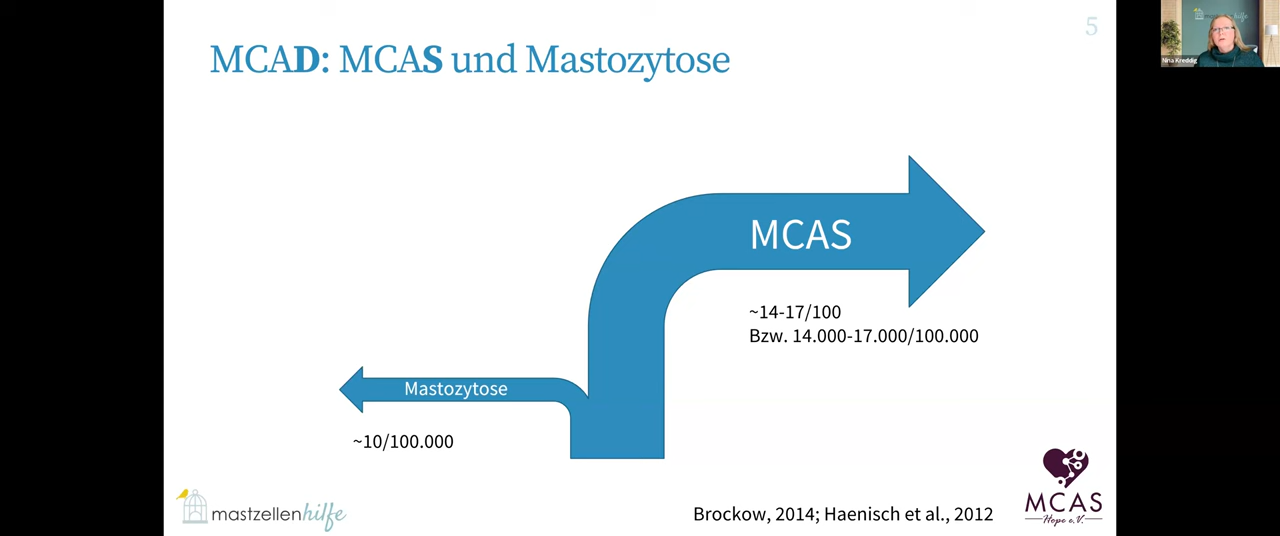 5
MCAD: MCAS und Mastozytose
MCAS
~14-17/100
Bzw. 14.000-17.000/100.000
Mastozytose
~10/100.000
mastzellenhilfe
Brockow, 2014; Haenisch et al., 2012
MCAS
Hope e.V.
Nina Kreddig